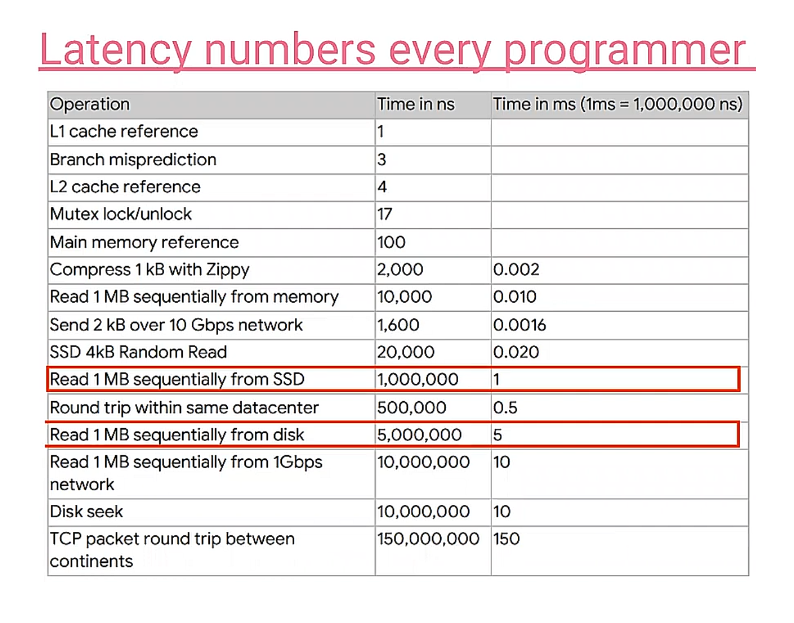 Latency numbers every programmer
Operation Time in ns Time in ms (1ms = 1,000,000 ns)
L1 cache reference 1
Branch misprediction 3
L2 cache reference 4
Mutex lock/unlock 17
Main memory reference 100
Compress 1 kB with Zippy 2,000 0.002
Read 1 MB sequentially from memory 10,000 0.010
Send 2 kB over 10 Gbps network 1,600 0.0016
SSD 4kB Random Read 20,000 0.020
Read 1 MB sequentially from SSD 1,000,000 1
Round trip within same datacenter 500,000 0.5
Read 1 MB sequentially from disk 5,000,000 5
Read 1 MB sequentially from 1Gbps 10,000,000 10
network
Disk seek 10,000,000 10
TCP packet round trip between 150,000,000 150
continents